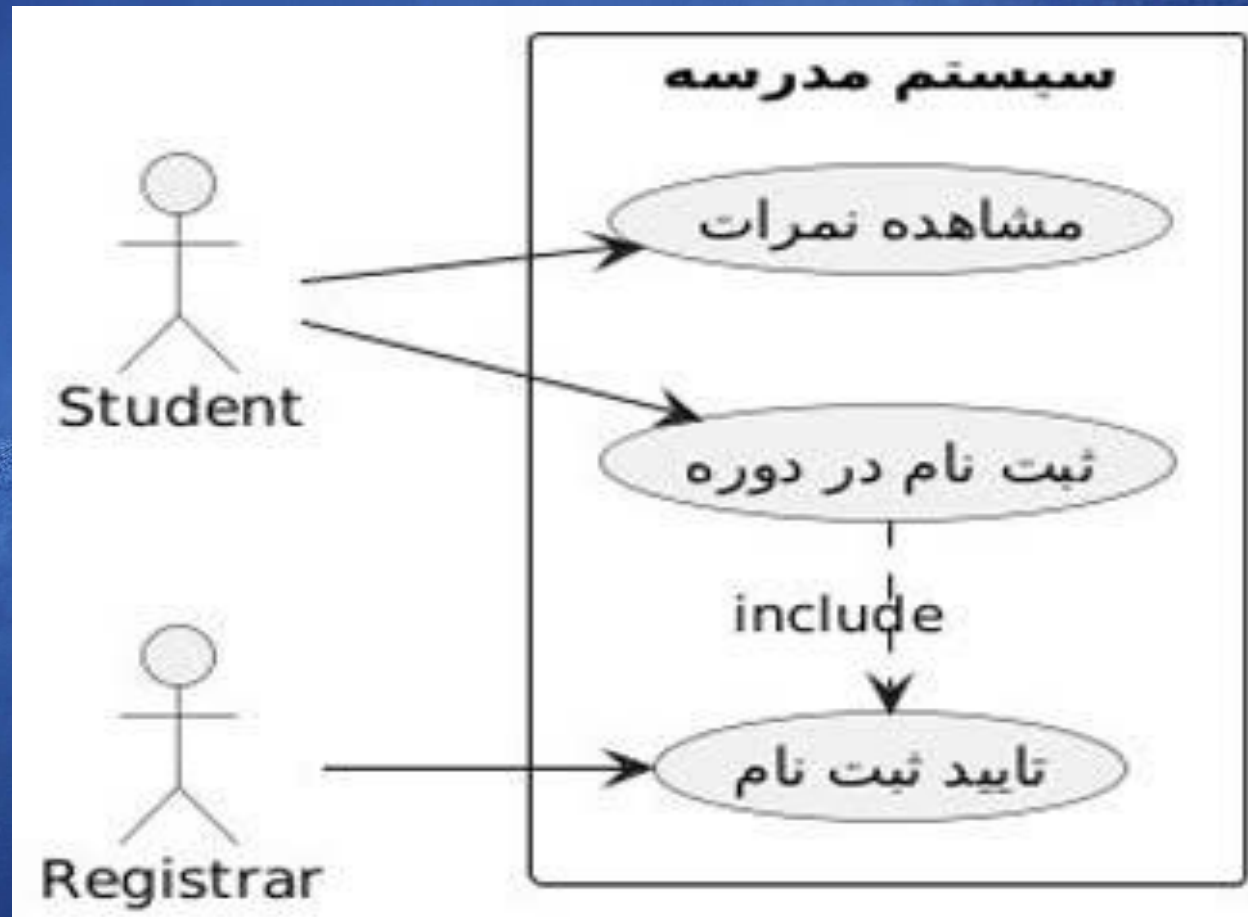 سیستم مدرسه
مشاهده نمرات
Student
ثبت نام در دوره
include
تایید ثبت نام
Registrar